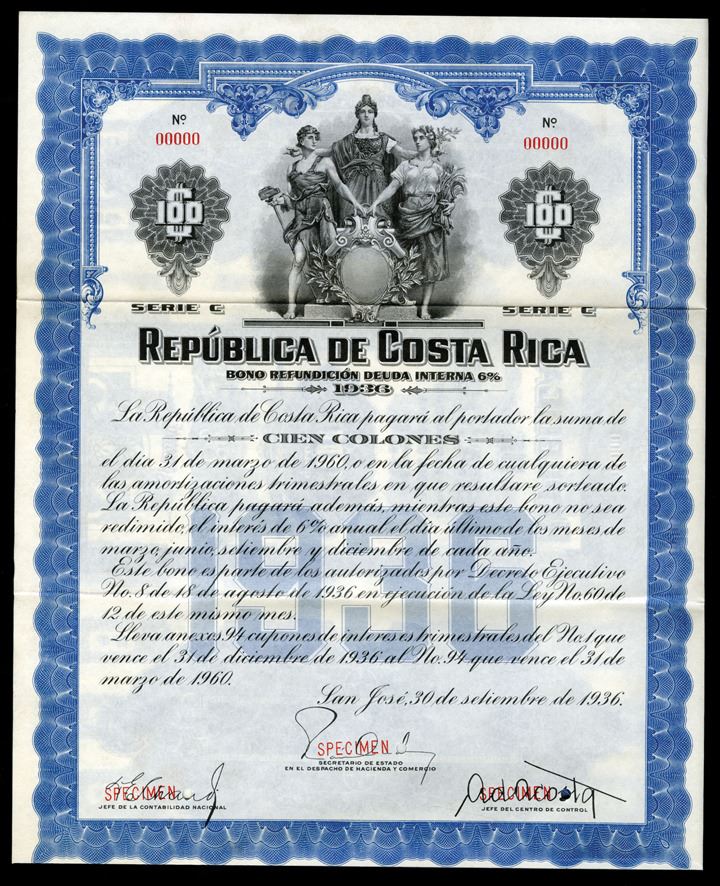 Nº
00000
Nº
00000
100
100
SERIE C
SERIE C
REPÚBLICA DE COSTA RICA
BONO REFUNDICIÓN DEUDA INTERNA 6%
1936
La República de Costa Rica pagará al portador la suma de
CIEN COLONES
el día 31 de marzo de 1960, o en la fecha de cualquiera de
las amortizaciones trimestrales en que resultare sorteado.
La República pagará además, mientras este bono no sea
redimido, el interés de 6% anual el día último de los meses de
marzo, junio, setiembre y diciembre de cada año.
Este bono es parte de los autorizados por Decreto Ejecutivo
No. 8 de 18 de agosto de 1936 en ejecución de la Ley No. 60 de
12 de este mismo mes.
Lleva anexos 94 cupones de intereses trimestrales del No. 1 que
vence el 31 de diciembre de 1936 al No. 94 que vence el 31 de
marzo de 1960.
1936
San José, 30 de setiembre de 1936.
SPECIMEN
SECRETARIO DE ESTADO
EN EL DESPACHO DE HACIENDA Y COMERCIO
SPECIMEN
JEFE DE LA CONTABILIDAD NACIONAL
SPECIMEN
JEFE DEL CENTRO DE CONTROL